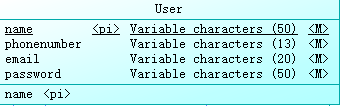 User
name <pi> Variable characters (50) <M>
phonenumber Variable characters (13) <M>
email Variable characters (20) <M>
password Variable characters (50) <M>
name <pi>